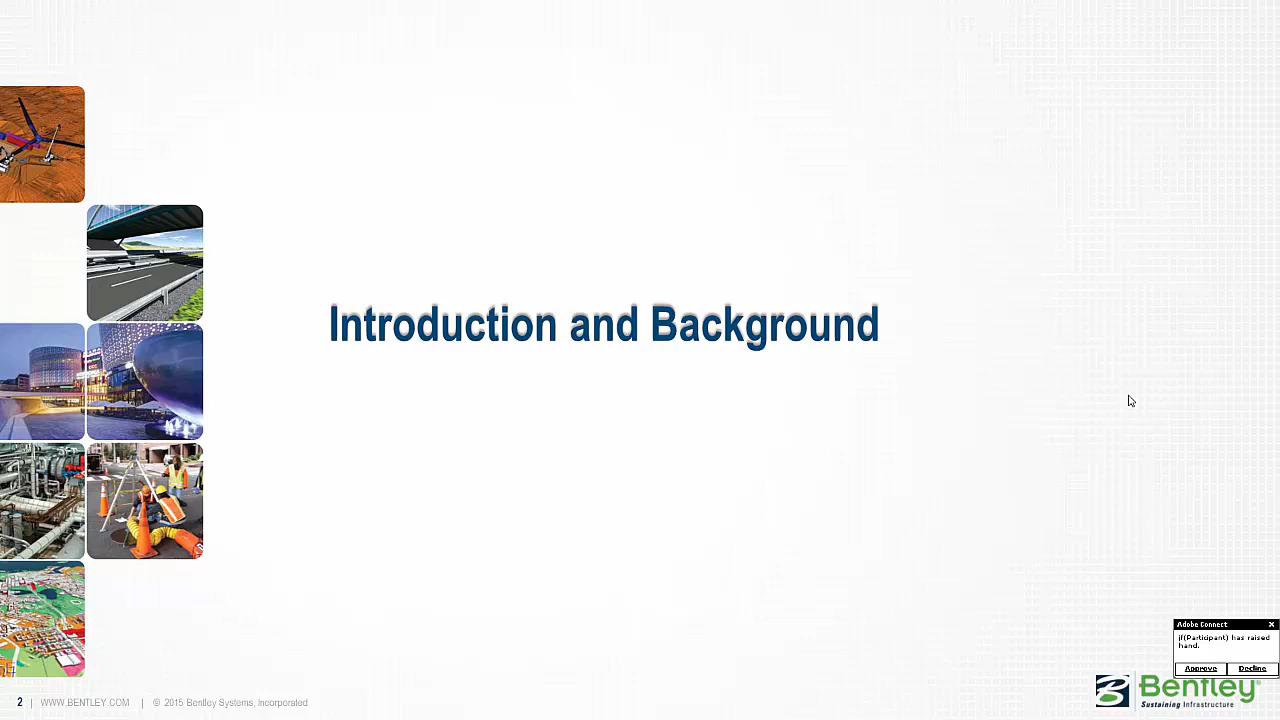 Introduction and Background
Adobe Connect
jf(Participant) has raised
hand.
Approve Decline
2 | WWW.BENTLEY.COM | © 2015 Bentley Systems, Incorporated
Bentley®
Sustaining Infrastructure